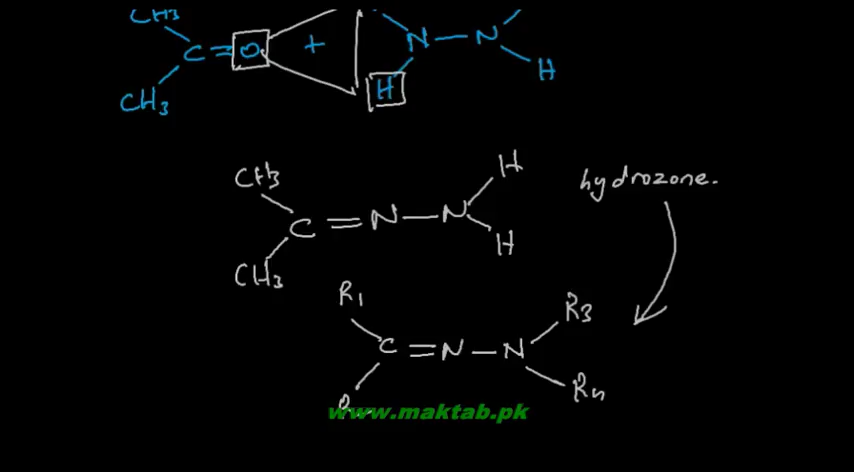 CH3
C = O + N — N
H
CH3 H
CH3 H
hydrozone.
C = N — N
CH3 H
R1 R3
C = N — N
R4
www.maktab.pk